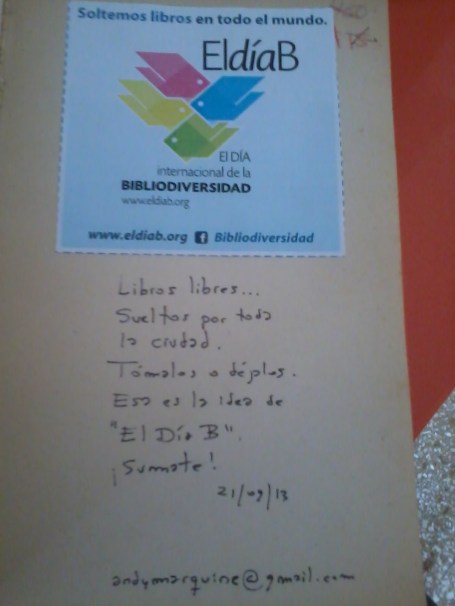 Soltemos libros en todo el mundo.
EldíaB
El DÍA
internacional de la
BIBLIODIVERSIDAD
www.eldiab.org
www.eldiab.org Bibliodiversidad
Libros libres...
Sueltos por toda
la ciudad.
Tómalos o déjalos.
Esa es la idea de
"El Día B".
¡Sumate!
21/09/13
andymarquine@gmail.com